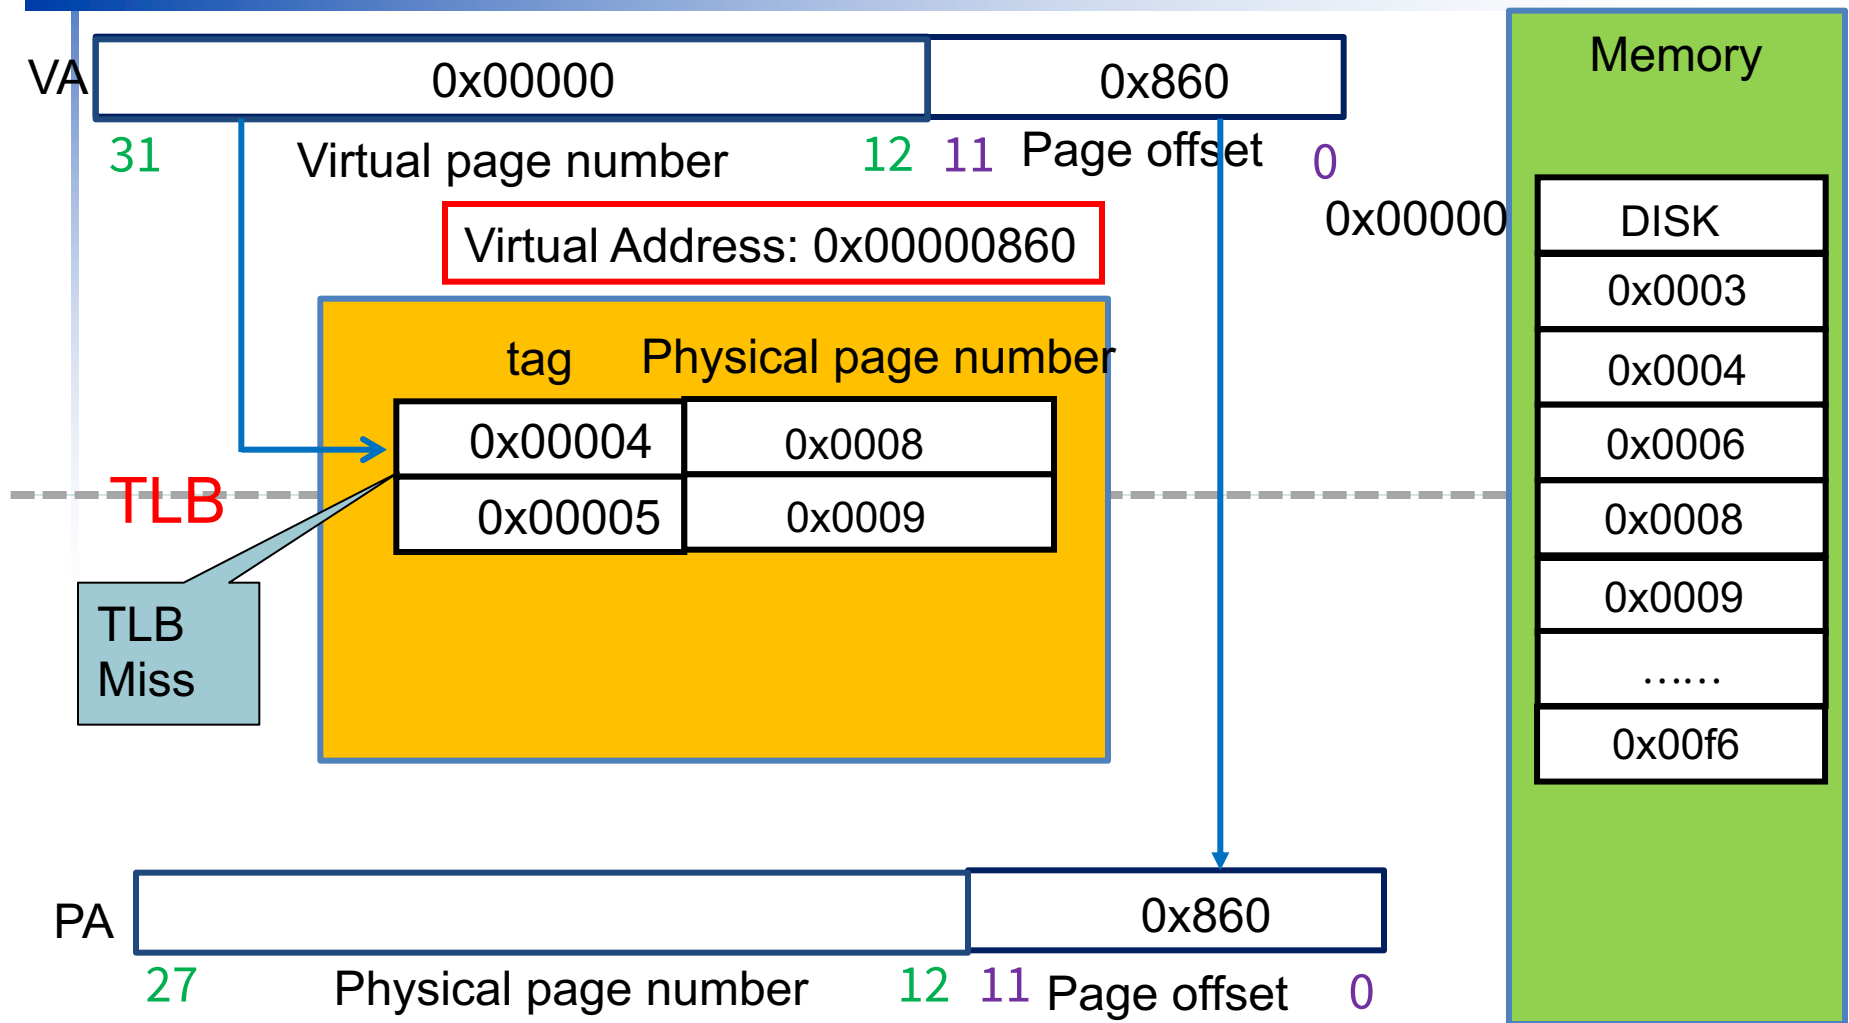 VA 0x00000 0x860
31 Virtual page number 12 11 Page offset 0
Virtual Address: 0x00000860
tag Physical page number
0x00004 0x0008
0x00005 0x0009
TLB
TLB
Miss
PA 0x860
27 Physical page number 12 11 Page offset 0
Memory
0x00000 DISK
0x0003
0x0004
0x0006
0x0008
0x0009
……
0x00f6